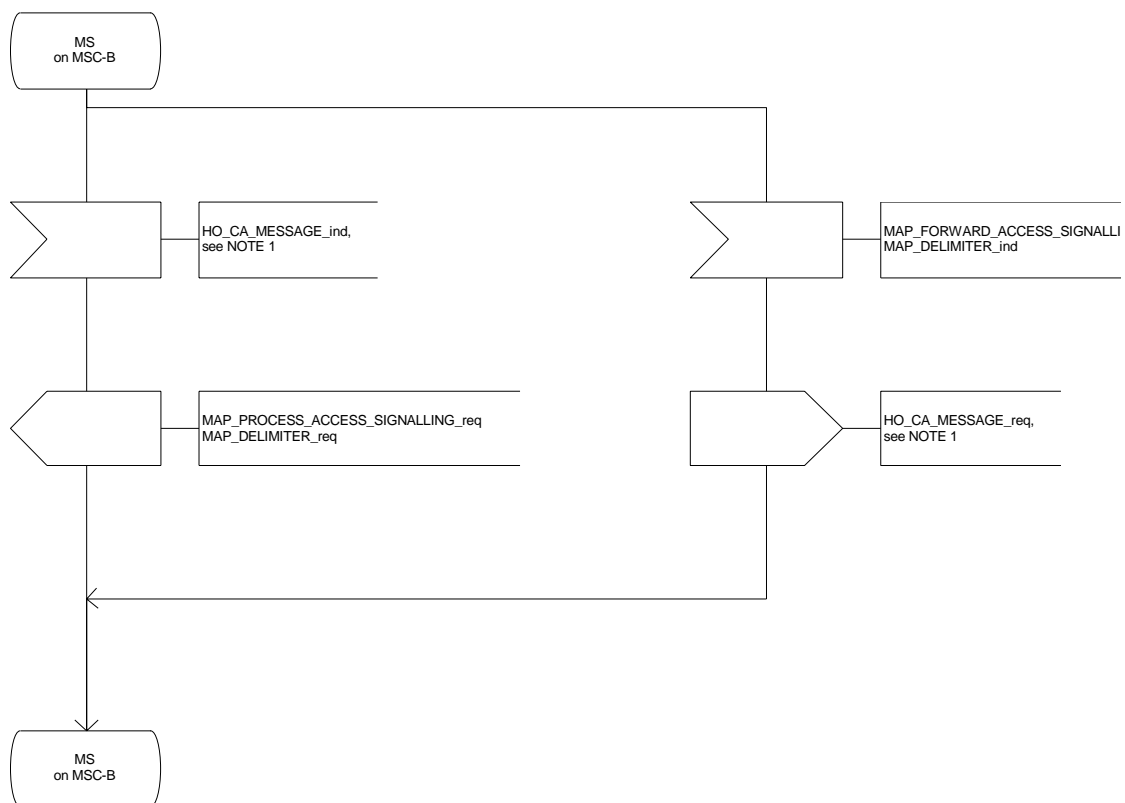 MS
on MSC-B
HO_CA_MESSAGE_ind,
see NOTE 1
MAP_FORWARD_ACCESS_SIGNALLI
MAP_DELIMITER_ind
MAP_PROCESS_ACCESS_SIGNALLING_req
MAP_DELIMITER_req
HO_CA_MESSAGE_req,
see NOTE 1
MS
on MSC-B